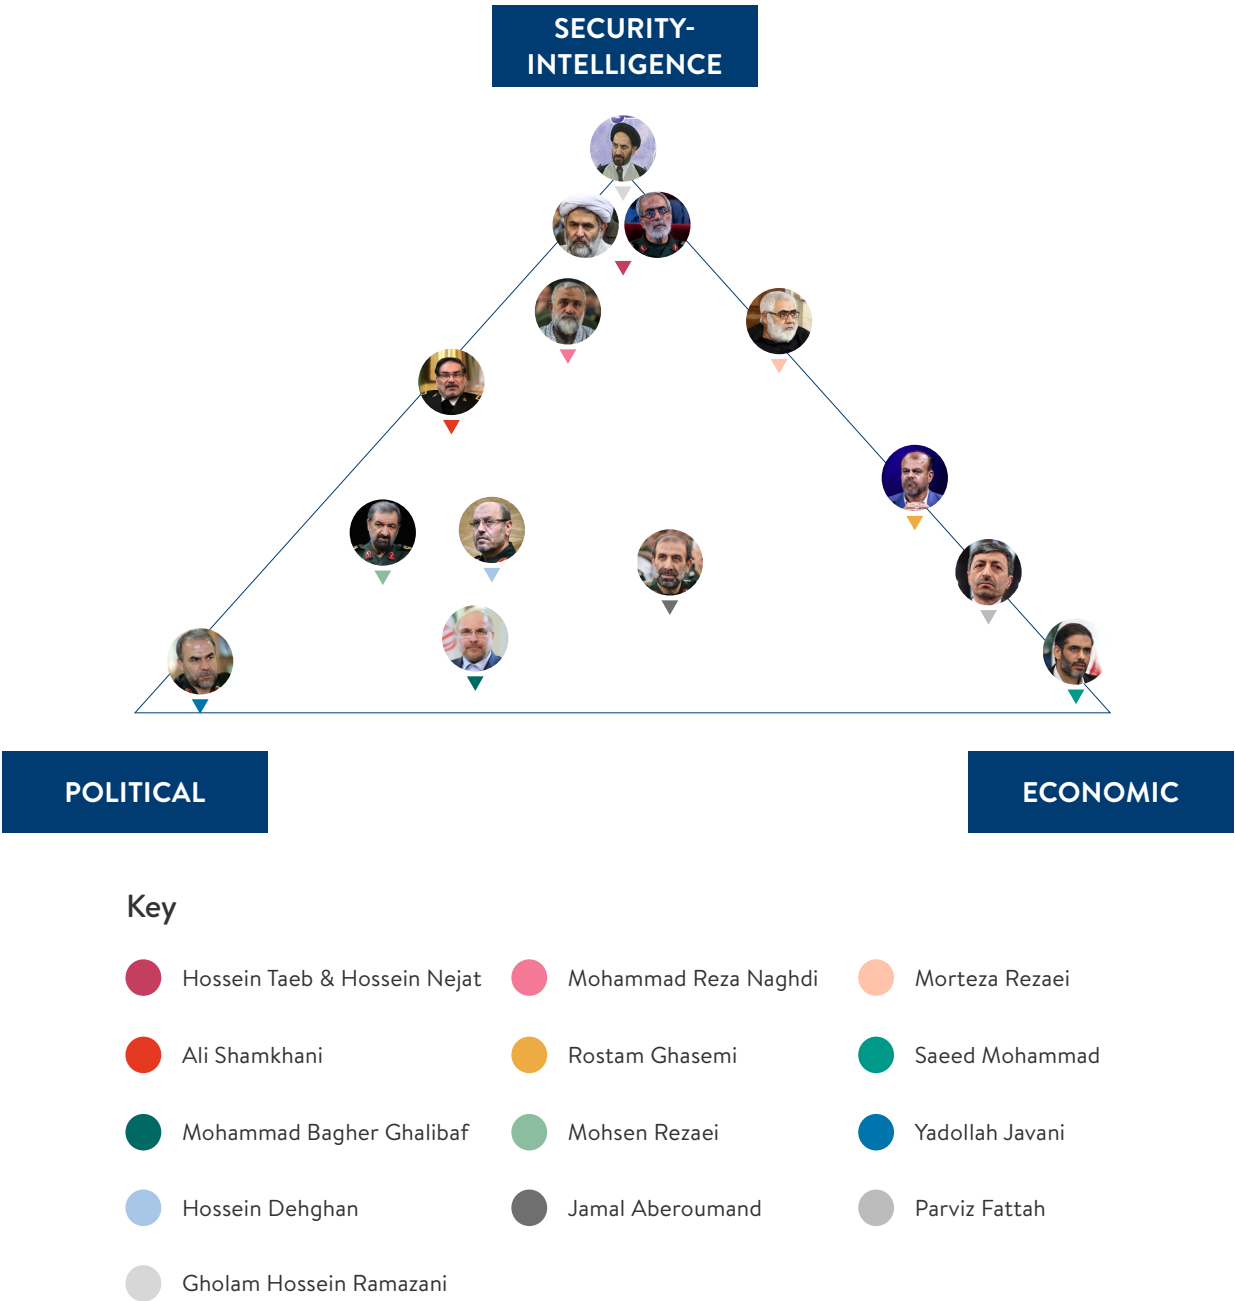 SECURITY-
INTELLIGENCE
POLITICAL
ECONOMIC
Key
Hossein Taeb & Hossein Nejat
Mohammad Reza Naghdi
Morteza Rezaei
Ali Shamkhani
Rostam Ghasemi
Saeed Mohammad
Mohammad Bagher Ghalibaf
Mohsen Rezaei
Yadollah Javani
Hossein Dehghan
Jamal Aberoumand
Parviz Fattah
Gholam Hossein Ramazani